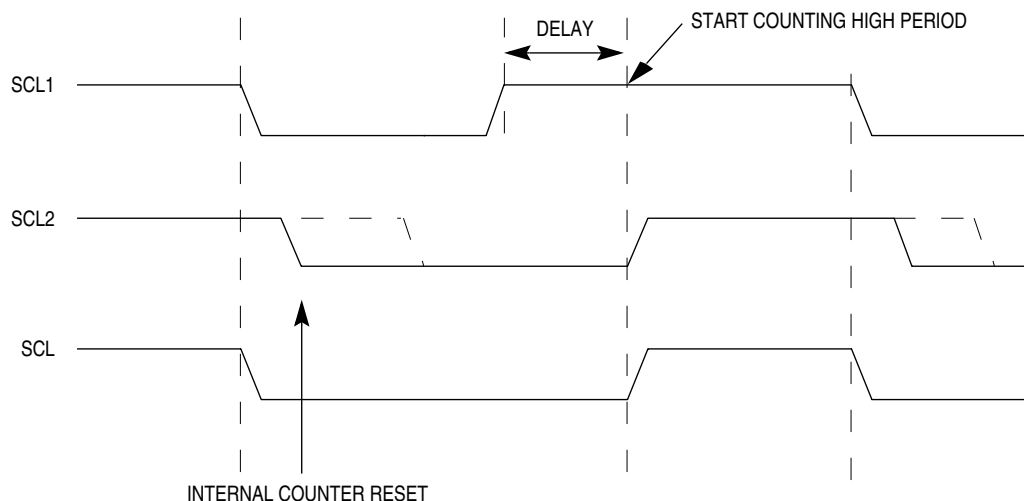 START COUNTING HIGH PERIOD
DELAY
SCL1
SCL2
SCL
INTERNAL COUNTER RESET